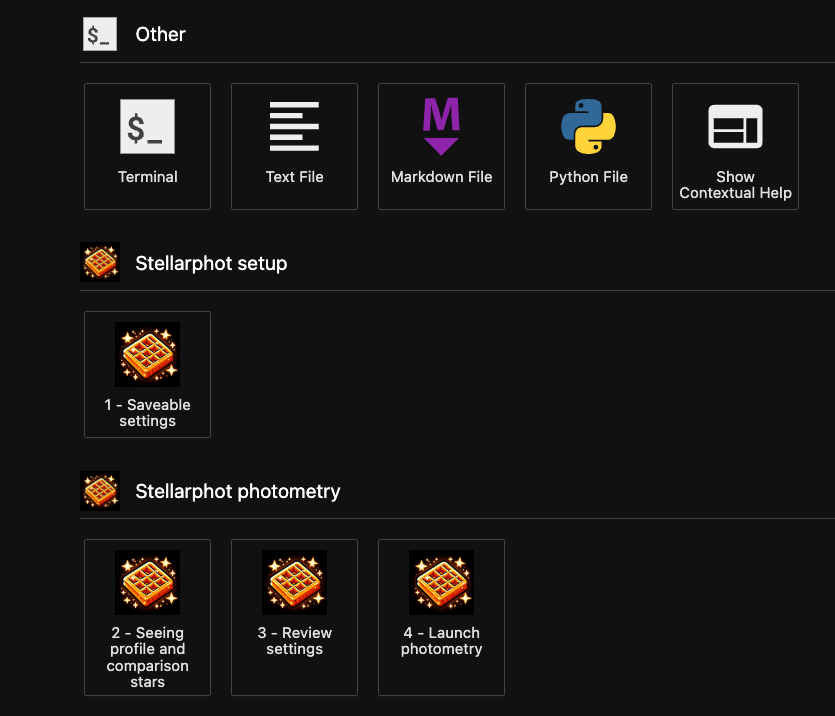 $_ Other
$_
M
Terminal
Text File
Markdown File
Python File
Show
Contextual Help
Stellarphot setup
1 - Saveable
settings
Stellarphot photometry
2 - Seeing
profile and
comparison
stars
3 - Review
settings
4 - Launch
photometry